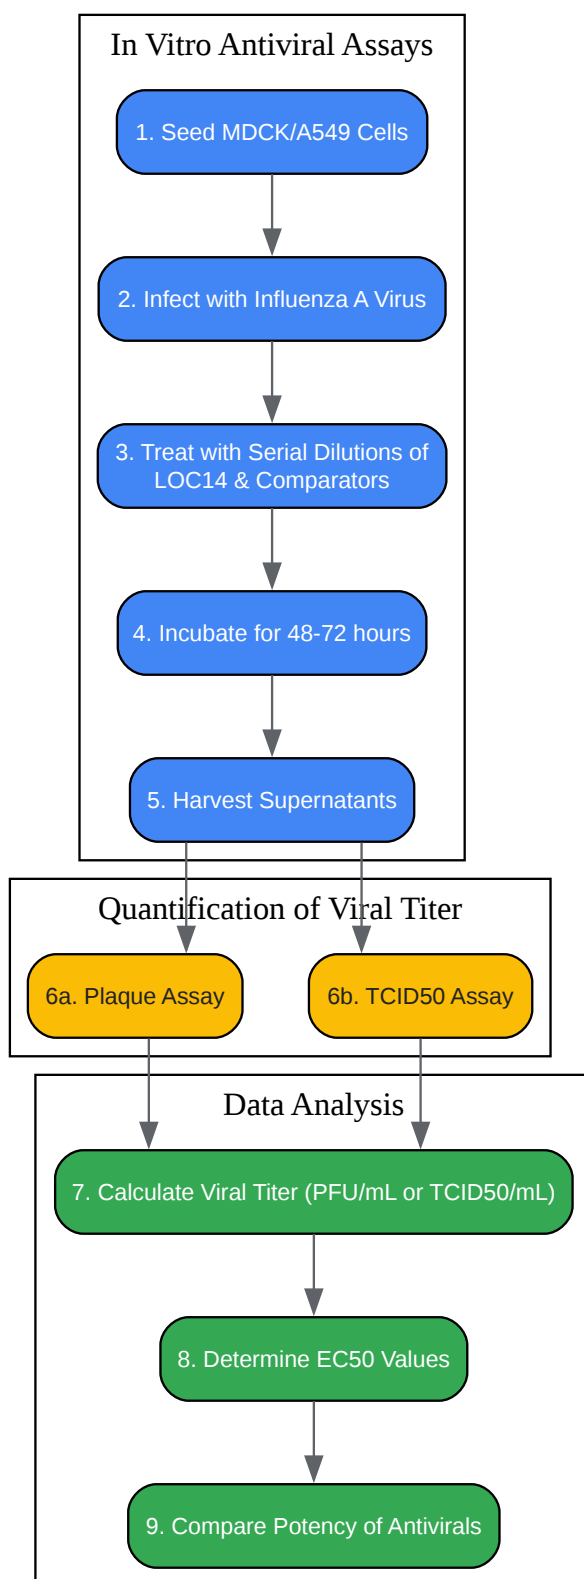 In Vitro Antiviral Assays
1. Seed MDCK/A549 Cells
2. Infect with Influenza A Virus
3. Treat with Serial Dilutions of
LOC14 & Comparators
4. Incubate for 48-72 hours
5. Harvest Supernatants
Quantification of Viral Titer
6a. Plaque Assay
6b. TCID50 Assay
Data Analysis
7. Calculate Viral Titer (PFU/mL or TCID50/mL)
8. Determine EC50 Values
9. Compare Potency of Antivirals